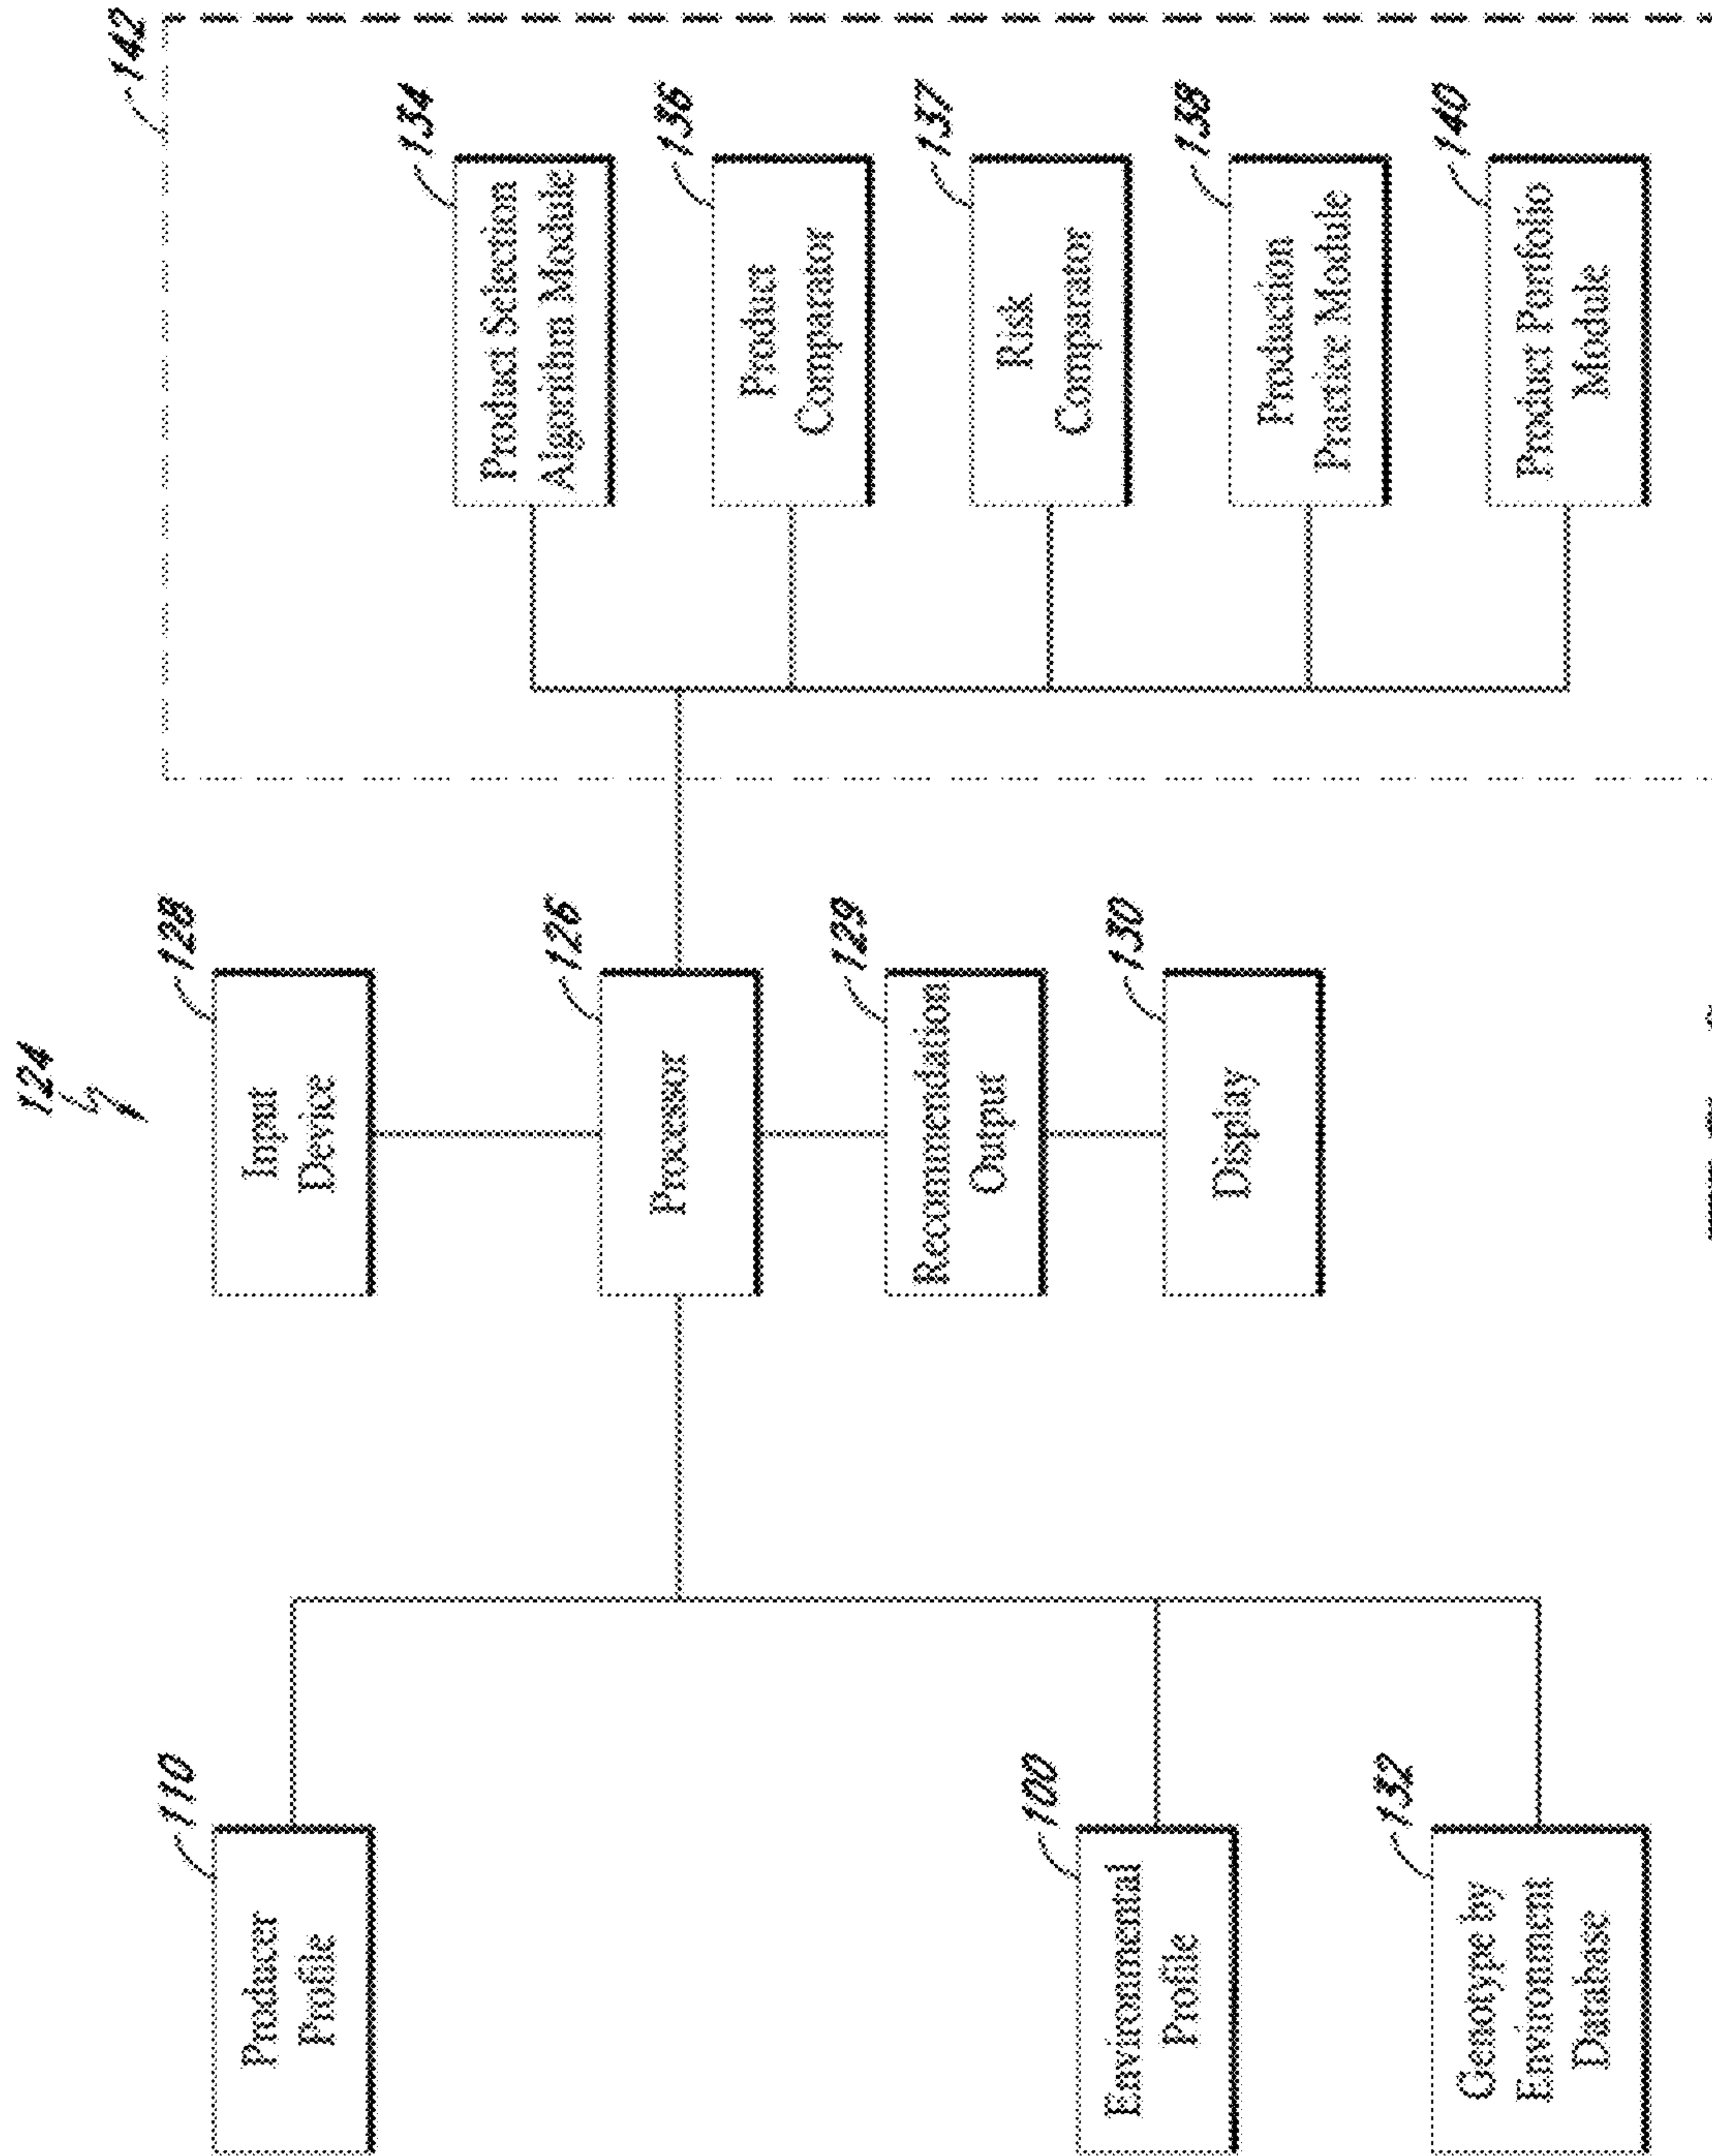 124
110
Producer
Profile
100
Environmental
Profile
132
Genotype by
Environment
Database
128
Input
Device
126
Processor
129
Recommendation
Output
130
Display
142
134
Product Selection
Algorithm Module
136
Product
Comparator
137
Risk
Comparator
138
Production
Practice Module
140
Product Portfolio
Module